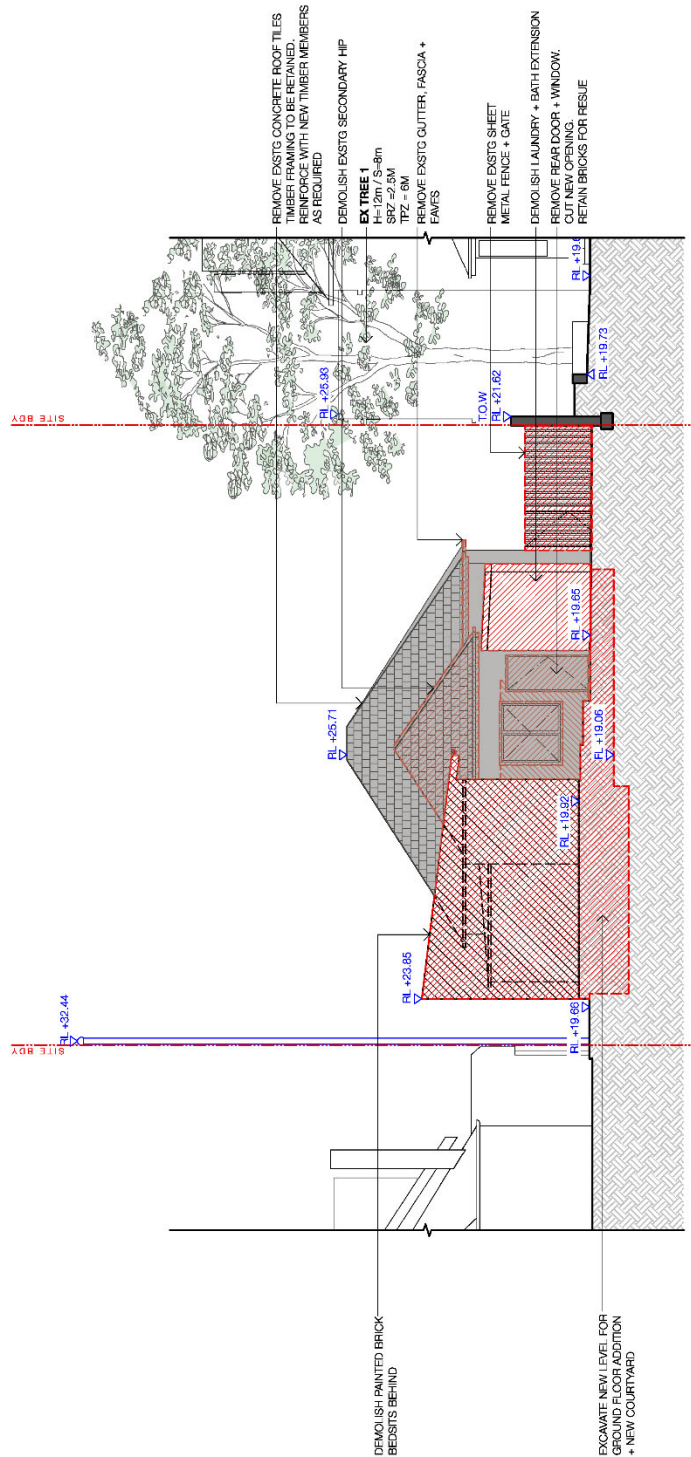 REMOVE EXSTG CONCRETE ROOF TILES
TIMBER FRAMING TO BE RETAINED.
REINFORCE WITH NEW TIMBER MEMBERS
AS REQUIRED
DEMOLISH EXSTG SECONDARY HIP
EX TREE 1
H=12m / S=8m
SRZ =2.5M
TPZ = 6M
REMOVE EXSTG GUTTER, FASCIA +
EAVES
REMOVE EXSTG SHEET
METAL FENCE + GATE
DEMOLISH LAUNDRY + BATH EXTENSION
REMOVE REAR DOOR + WINDOW.
CUT NEW OPENING.
RETAIN BRICKS FOR RESUE
SITE BDY
RL +32.44
SITE BDY
RL +25.71
RL +25.93
RL +23.85
T.O.W
RL +21.62
RL +19.66
RL +19.92
FL +19.06
RL +19.65
RL +19.73
RL +19.6
DEMOLISH PAINTED BRICK
BEDSITS BEHIND
EXCAVATE NEW LEVEL FOR
GROUND FLOOR ADDITION
+ NEW COURTYARD